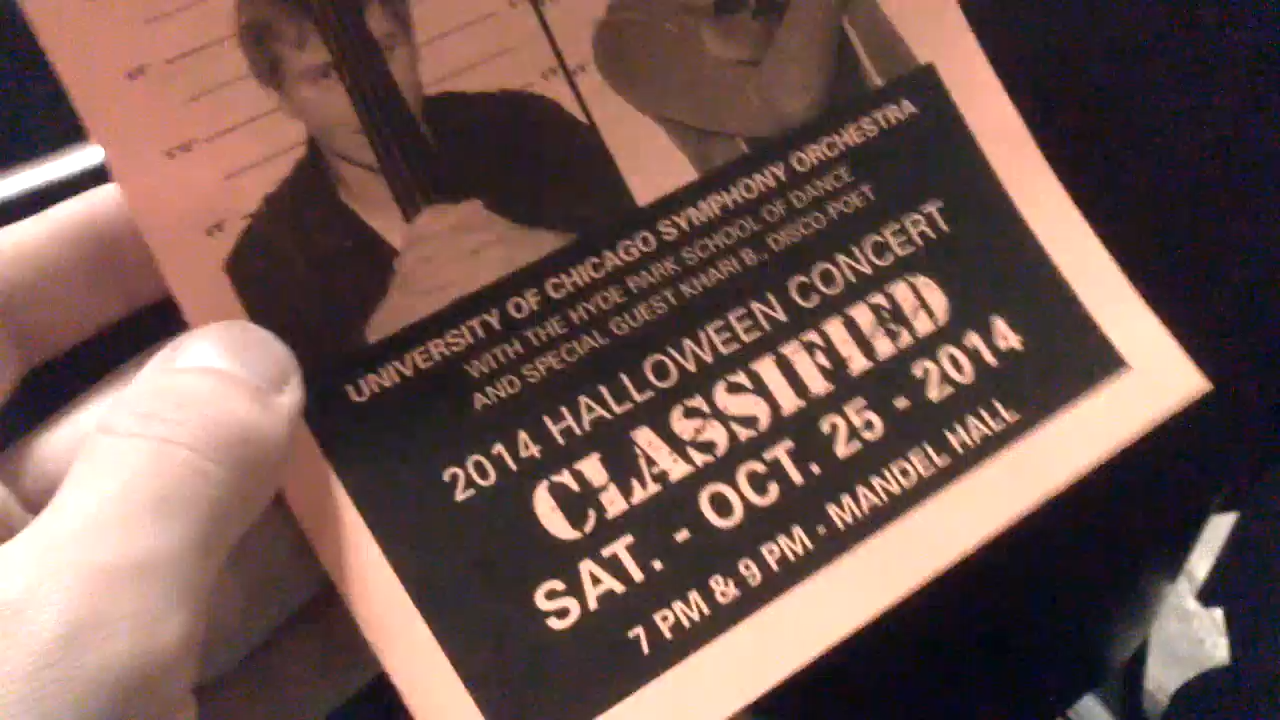 UNIVERSITY OF CHICAGO SYMPHONY ORCHESTRA
WITH THE HYDE PARK SCHOOL OF DANCE
AND SPECIAL GUEST KHARI B., DISCO-POET
2014 HALLOWEEN CONCERT
CLASSIFIED
SAT. - OCT. 25 - 2014
7 PM & 9 PM - MANDEL HALL